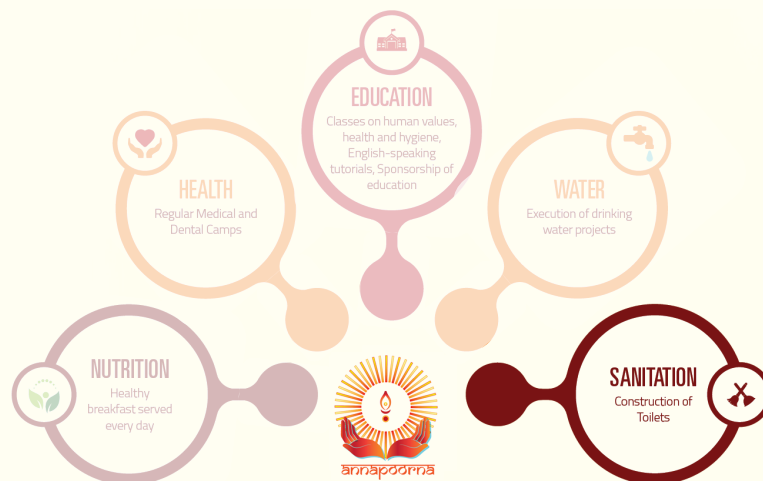 EDUCATION
Classes on human values,
health and hygiene,
English-speaking
tutorials, Sponsorship of
education
HEALTH
Regular Medical and
Dental Camps
WATER
Execution of drinking
water projects
NUTRITION
Healthy
breakfast served
every day
SANITATION
Construction of
Toilets
annapoorna